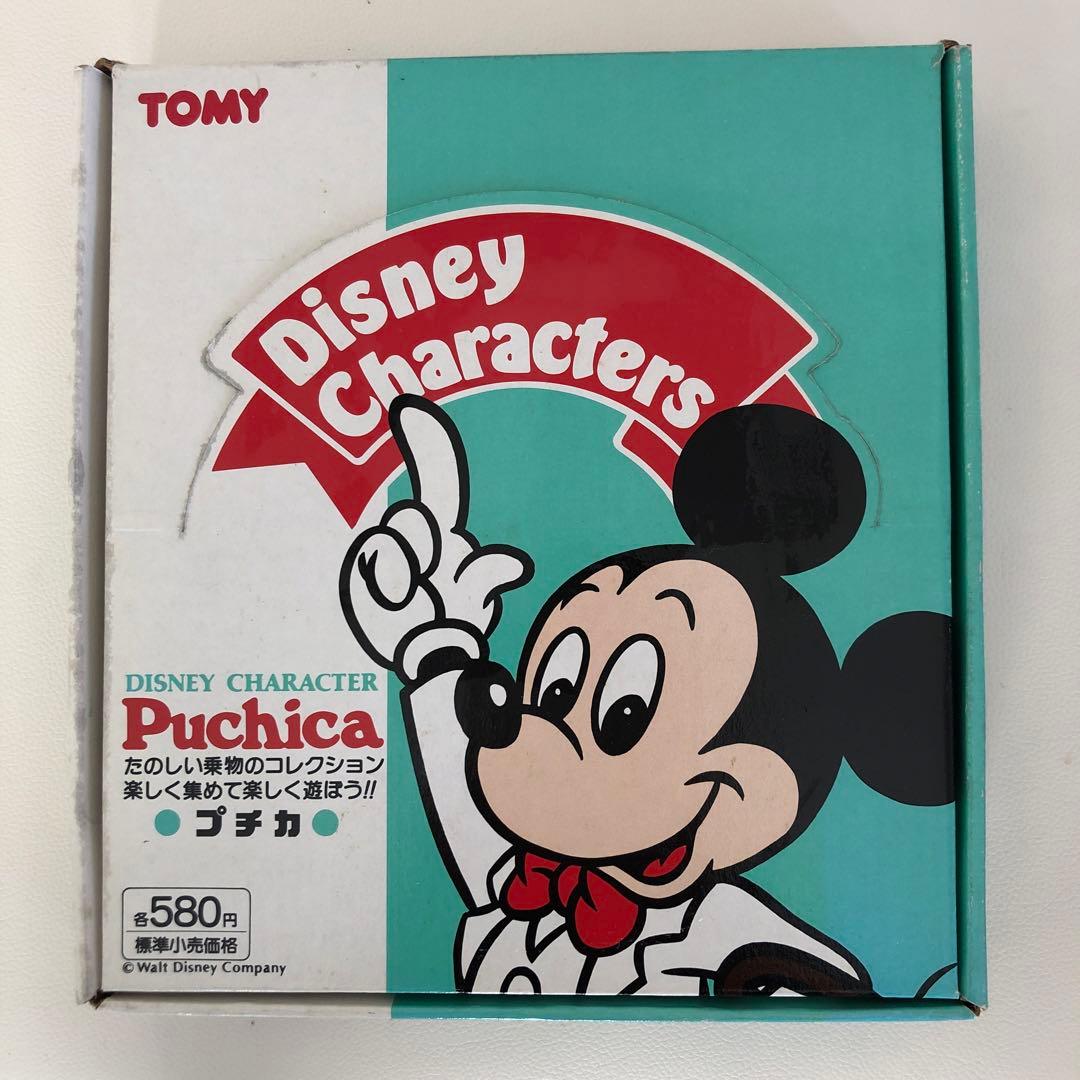 TOMY
Disney
Characters
DISNEY CHARACTER
Puchica
たのしい乗物のコレクション
楽しく集めて楽しく遊ぼう!!
●プチカ●
各580円
標準小売価格
© Walt Disney Company